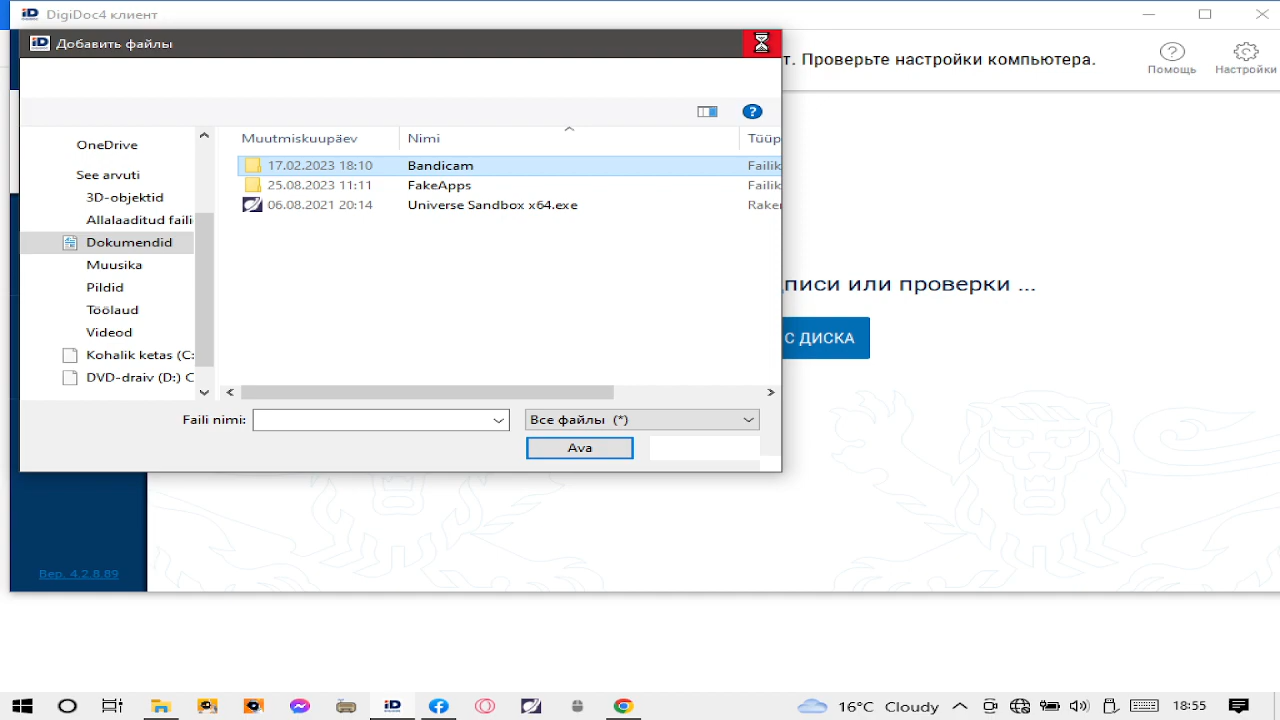 DigiDoc4 клиент
Добавить файлы
т. Проверьте настройки компьютера.
Помощь
Настройки
OneDrive
See arvuti
3D-objektid
Allalaaditud faili
Dokumendid
Muusika
Pildid
Töölaud
Videod
Kohalik ketas (C:
DVD-draiv (D:) C
Muutmiskuupäev Nimi Tüüp
17.02.2023 18:10 Bandicam Failik
25.08.2023 11:11 FakeApps Failik
06.08.2021 20:14 Universe Sandbox x64.exe Raken
Faili nimi:
Все файлы (*)
Ava
писи или проверки ...
С ДИСКА
Вер. 4.2.8.89
16°C Cloudy
18:55